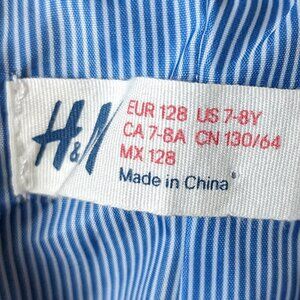 H&M
EUR 128 US 7-8Y
CA 7-8A CN 130/64
MX 128
Made in China